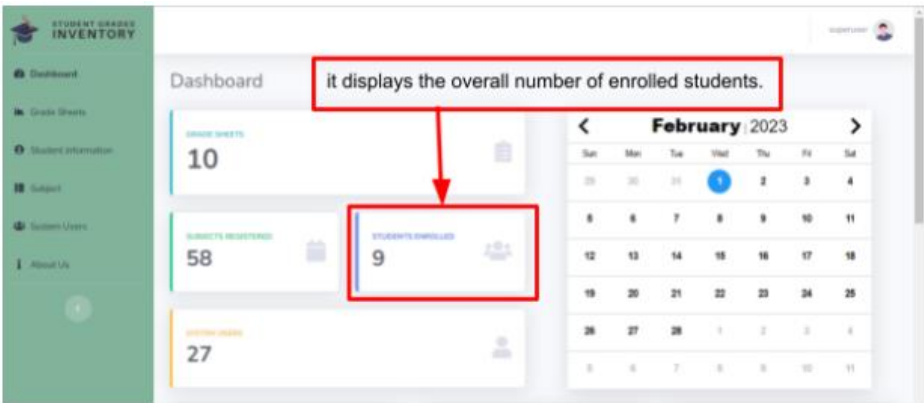 STUDENT GRADES
INVENTORY
superuser
Dashboard
Grade Sheets
Student Information
Subject
System Users
About Us
Dashboard
it displays the overall number of enrolled students.
GRADE SHEETS
10
SUBJECTS REGISTERED
58
STUDENTS ENROLLED
9
SYSTEM USERS
27
February 2023
Sun Mon Tue Wed Thu Fri Sat
29 30 31 1 2 3 4
5 6 7 8 9 10 11
12 13 14 15 16 17 18
19 20 21 22 23 24 25
26 27 28 1 2 3 4
5 6 7 8 9 10 11